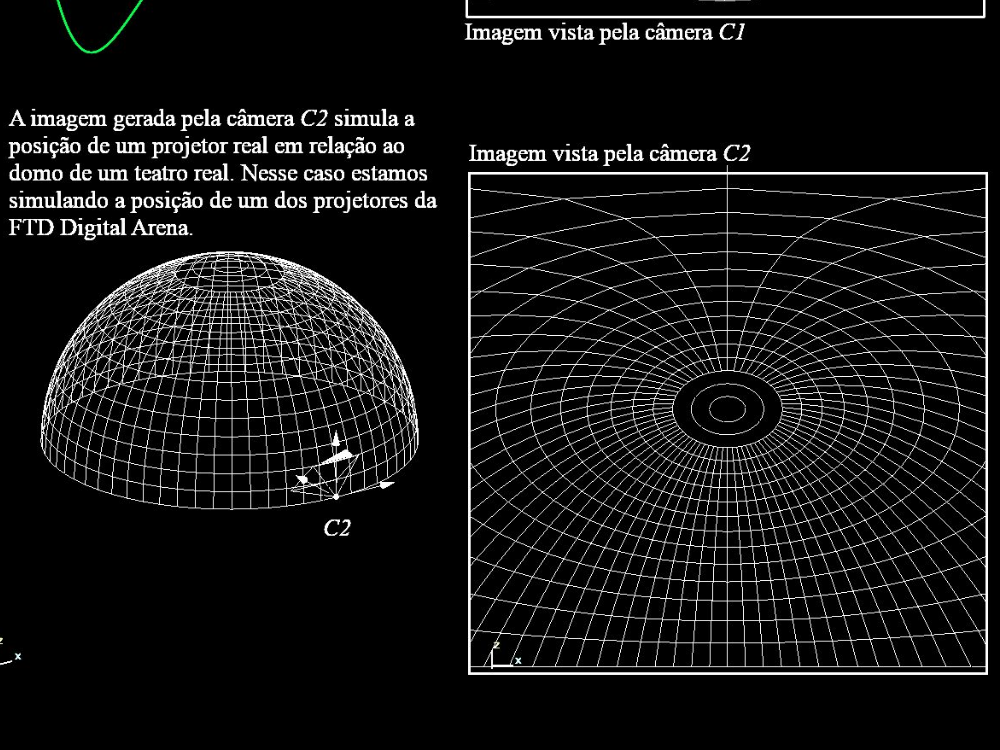 Imagem vista pela câmera C1
A imagem gerada pela câmera C2 simula a
posição de um projetor real em relação ao
domo de um teatro real. Nesse caso estamos
simulando a posição de um dos projetores da
FTD Digital Arena.
Imagem vista pela câmera C2
C2
z
x
z
x